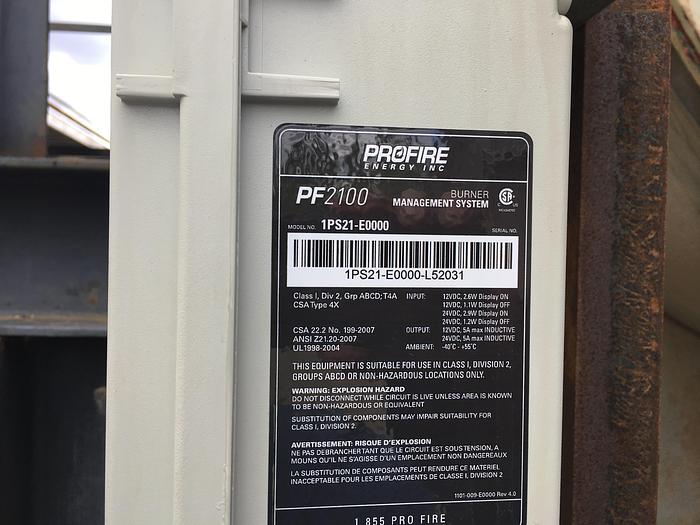 PROFIRE
ENERGY INC
PF2100 BURNER MANAGEMENT SYSTEM
MODEL NO. 1PS21-E0000 SERIAL NO.
1PS21-E0000-L52031
Class I, Div 2, Grp ABCD;T4A INPUT: 12VDC, 2.6W Display ON
CSA Type 4X 12VDC, 1.1W Display OFF
24VDC, 2.9W Display ON
24VDC, 1.2W Display OFF
CSA 22.2 No. 199-2007 OUTPUT: 12VDC, 5A max INDUCTIVE
ANSI Z21.20-2007 24VDC, 5A max INDUCTIVE
UL1998-2004 AMBIENT: -40°C - +55°C
THIS EQUIPMENT IS SUITABLE FOR USE IN CLASS I, DIVISION 2,
GROUPS ABCD OR NON-HAZARDOUS LOCATIONS ONLY.
WARNING: EXPLOSION HAZARD
DO NOT DISCONNECT WHILE CIRCUIT IS LIVE UNLESS AREA IS KNOWN
TO BE NON-HAZARDOUS OR EQUIVALENT
SUBSTITUTION OF COMPONENTS MAY IMPAIR SUITABILITY FOR
CLASS I, DIVISION 2.
AVERTISSEMENT: RISQUE D'EXPLOSION
NE PAS DEBRANCHER TANT QUE LE CIRCUIT EST SOUS TENSION, A
MOUNS QU'IL NE S'AGISSE D'UN EMPLACEMENT NON DANGEREAUX
LA SUBSTITUTION DE COMPOSANTS PEUT RENDURE CE MATERIEL
INACCEPTABLE POUR LES EMPLACEMENTS DE CLASSE I, DIVISION 2
1101-009-E0000 Rev 4.0
1 855 PRO FIRE